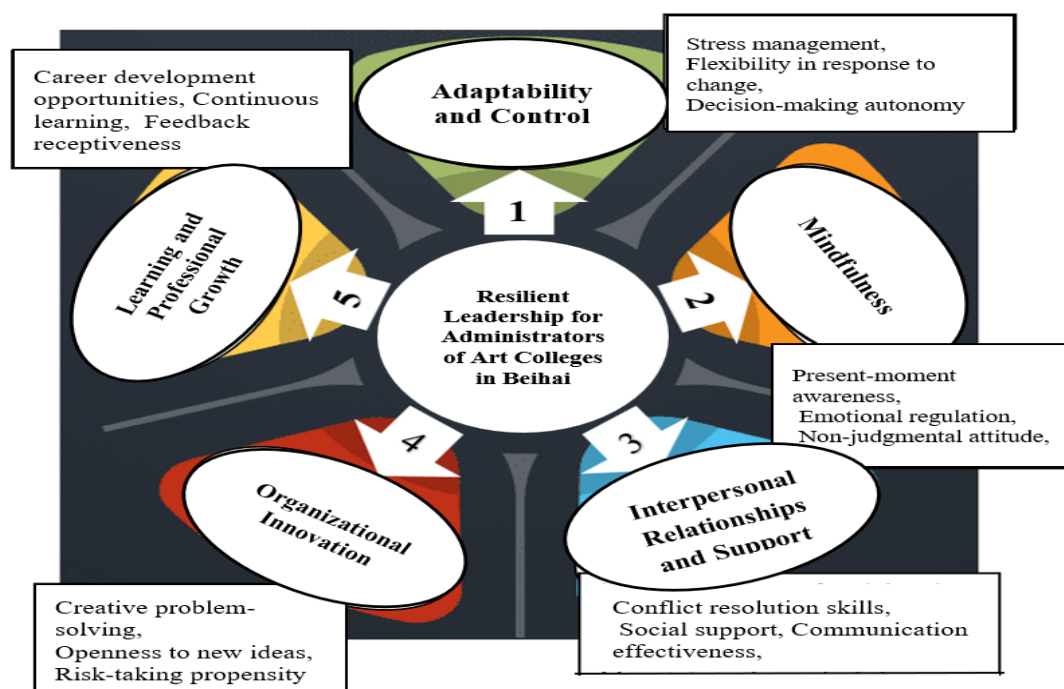 Career development
opportunities, Continuous
learning, Feedback
receptiveness
Adaptability
and Control
Stress management,
Flexibility in response to
change,
Decision-making autonomy
1
Learning and
Professional
Growth
5
Resilient
Leadership for
Administrators
of Art Colleges
in Beihai
2
Mindfulness
Present-moment
awareness,
Emotional regulation,
Non-judgmental attitude,
4
Organizational
Innovation
3
Interpersonal
Relationships
and Support
Creative problem-
solving,
Openness to new ideas,
Risk-taking propensity
Conflict resolution skills,
Social support, Communication
effectiveness,